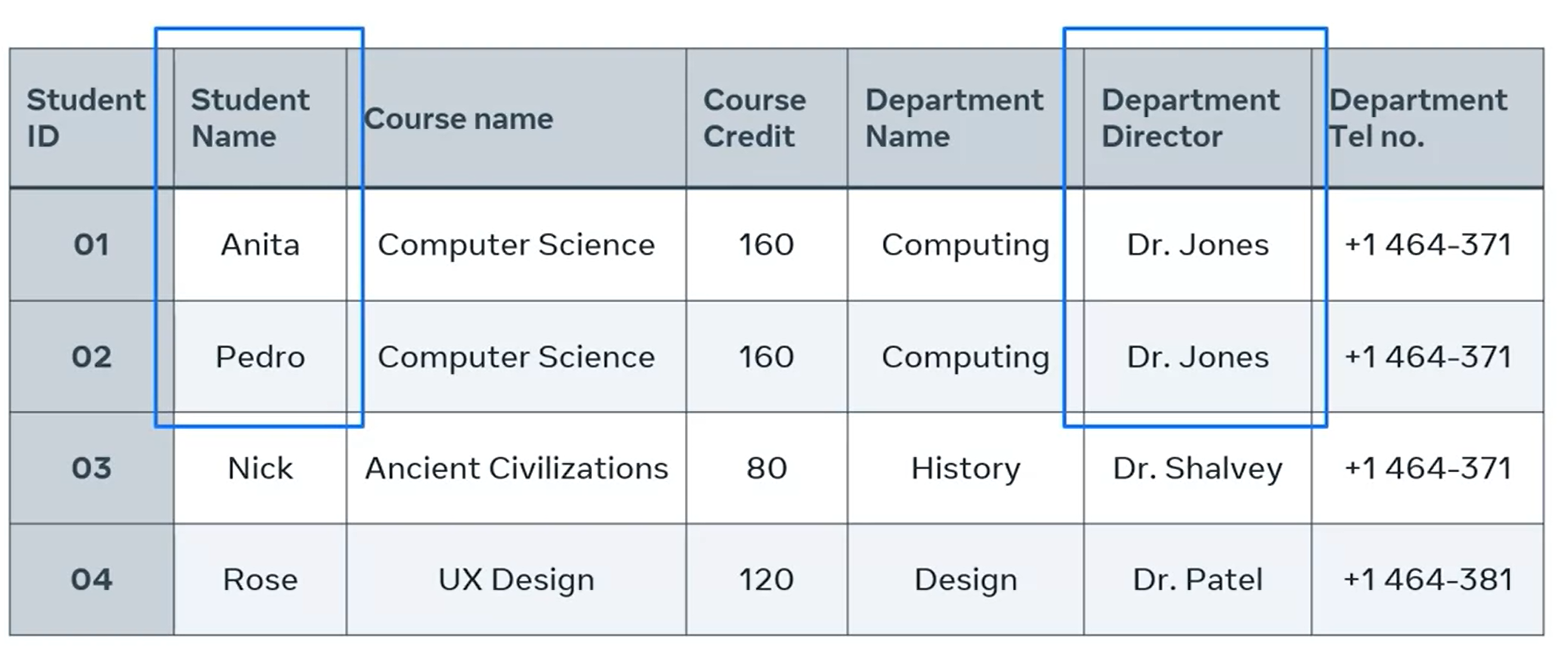 Student ID Student Name Course name Course Credit Department Name Department Director Department Tel no.
01 Anita Computer Science 160 Computing Dr. Jones +1 464-371
02 Pedro Computer Science 160 Computing Dr. Jones +1 464-371
03 Nick Ancient Civilizations 80 History Dr. Shalvey +1 464-371
04 Rose UX Design 120 Design Dr. Patel +1 464-381